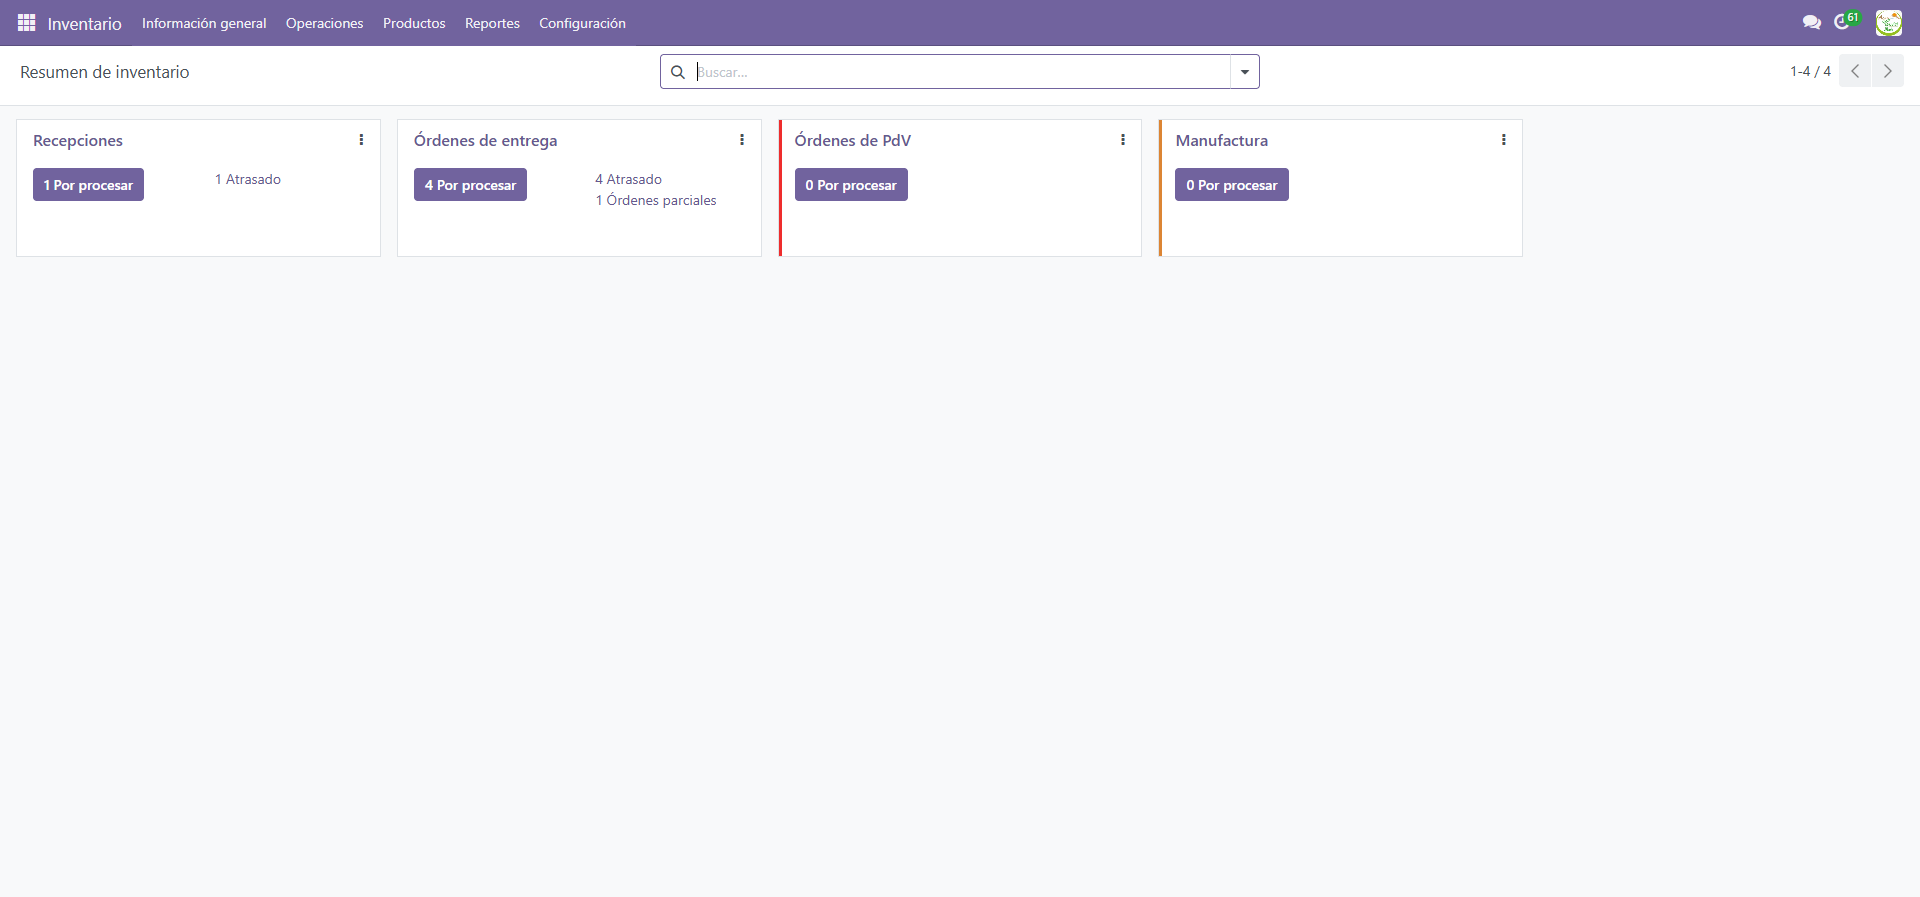 Inventario Información general Operaciones Productos Reportes Configuración 61
Resumen de inventario Buscar... 1-4 / 4
Recepciones
1 Por procesar 1 Atrasado
Órdenes de entrega
4 Por procesar 4 Atrasado
1 Órdenes parciales
Órdenes de PdV
0 Por procesar
Manufactura
0 Por procesar